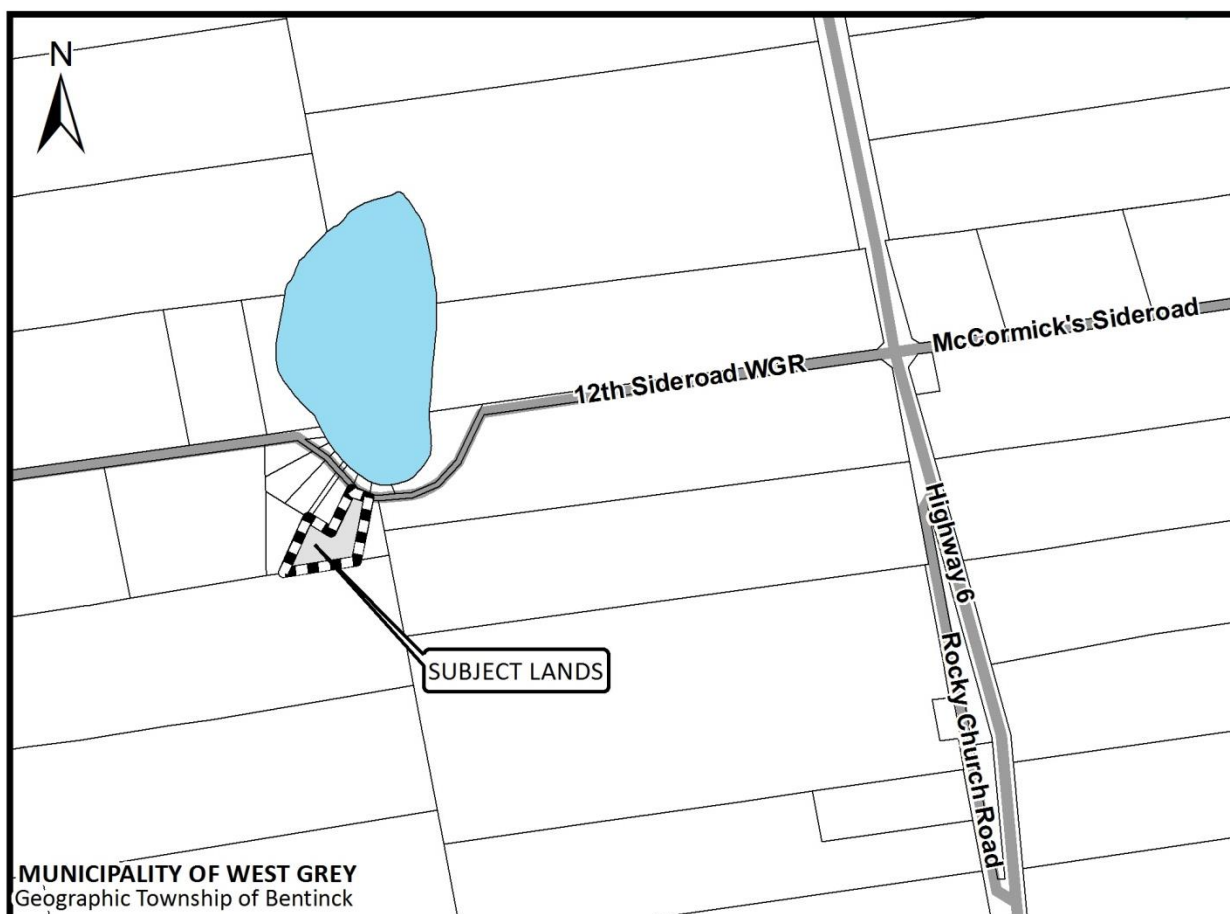 N
McCormick's Sideroad
12th Sideroad WGR
Highway 6
Rocky Church Road
SUBJECT LANDS
MUNICIPALITY OF WEST GREY
Geographic Township of Bentinck